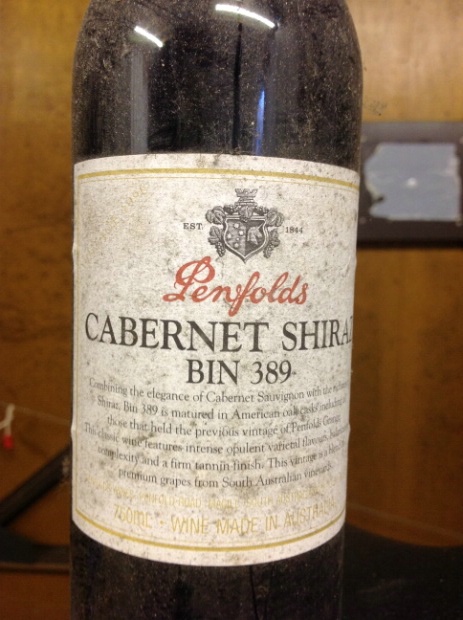 EST. 1844
Penfolds
CABERNET SHIRAZ
BIN 389
Combining the elegance of Cabernet Sauvignon with the
Shiraz, Bin 389 is matured in American oak casks
those that held the previous vintage of Penfolds Grange.
This classic wine features intense opulent varietal flavours,
complexity and a firm tannin finish. This vintage is a
premium grapes from South Australian vineyards.
750ML • WINE MADE IN AUSTRALIA